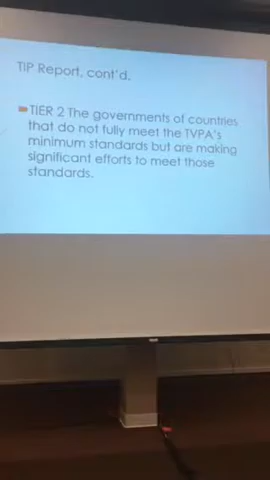 TIP Report, cont'd.
TIER 2 The governments of countries
that do not fully meet the TVPA's
minimum standards but are making
significant efforts to meet those
standards.